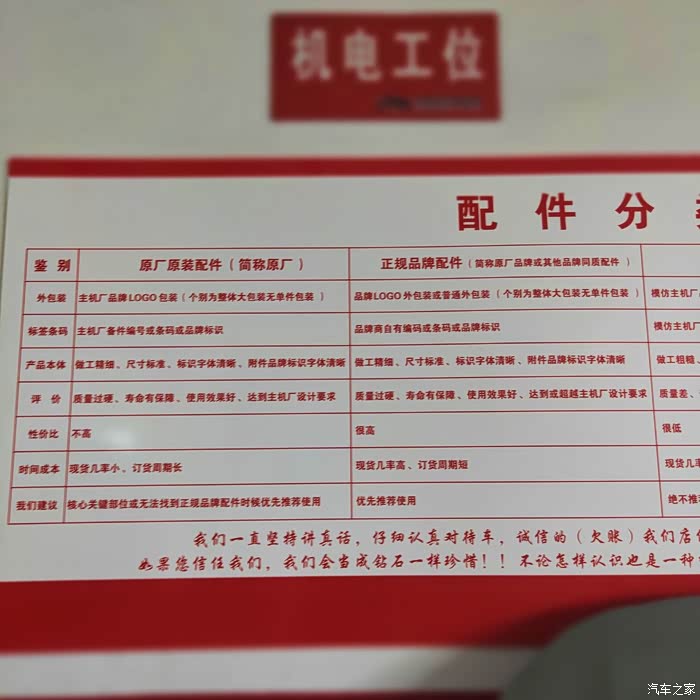 机电工位
配 件 分
鉴 别 原厂原装配件（简称原厂） 正规品牌配件（简称原厂品牌或其他品牌同质配件）
外包装 主机厂品牌LOGO包装（个别为整体大包装无单件包装） 品牌LOGO外包装或普通外包装（个别为整体大包装无单件包装） 模仿主机厂
标签条码 主机厂备件编号或条码或品牌标识 品牌商自有编码或条码或品牌标识 模仿主机厂
产品本体 做工精细、尺寸标准、标识字体清晰、附件品牌标识字体清晰 做工精细、尺寸标准、标识字体清晰、附件品牌标识字体清晰 做工粗糙、
评 价 质量过硬、寿命有保障、使用效果好、达到主机厂设计要求 质量过硬、寿命有保障、使用效果好、达到或超越主机厂设计要求 质量差、
性价比 不高 很高 很低
时间成本 现货几率小、订货周期长 现货几率高、订货周期短 现货几
我们建议 核心关键部位或无法找到正规品牌配件时候优先推荐使用 优先推荐使用 绝不推
我们一直坚持讲真话，仔细认真对待车，诚信的（欠账）我们店
如果您信任我们，我们会当成钻石一样珍惜！！不论怎样认识也是一种
汽车之家